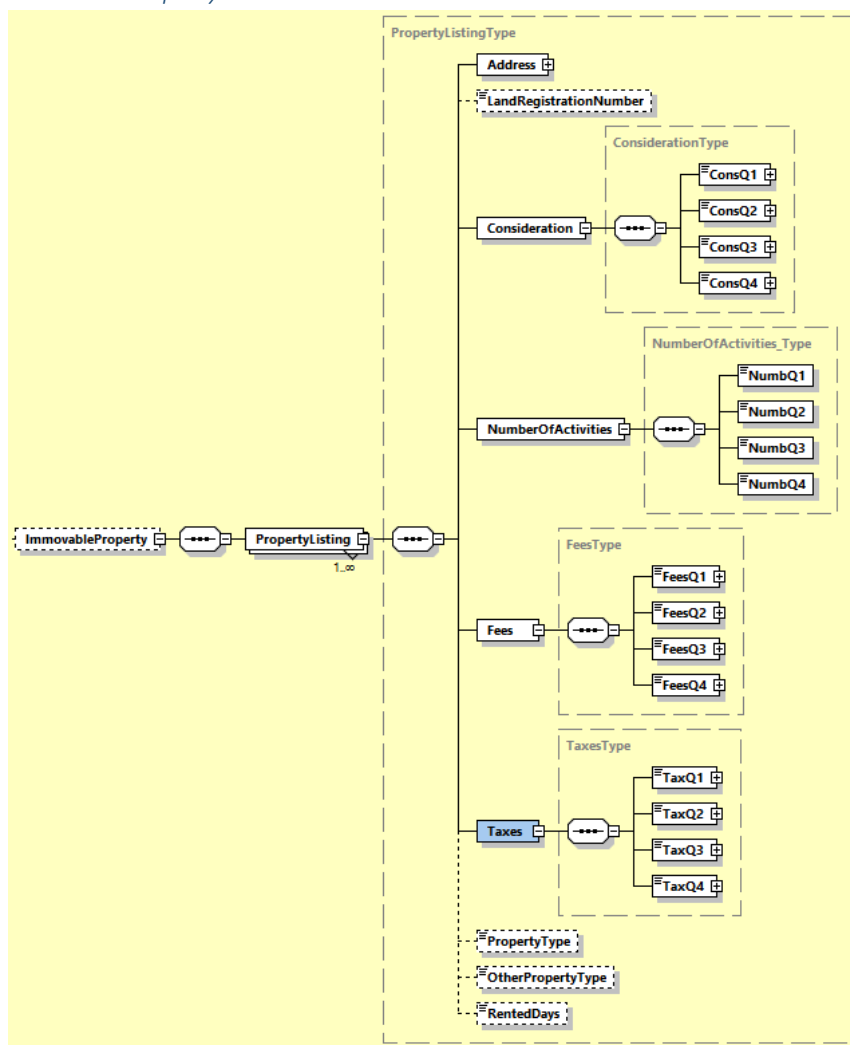 PropertyListingType
Address
LandRegistrationNumber
ConsiderationType
ConsQ1
ConsQ2
Consideration
ConsQ3
ConsQ4
NumberOfActivities_Type
NumbQ1
NumbQ2
NumberOfActivities
NumbQ3
NumbQ4
ImmovableProperty
PropertyListing
1..∞
FeesType
FeesQ1
FeesQ2
Fees
FeesQ3
FeesQ4
TaxesType
TaxQ1
TaxQ2
Taxes
TaxQ3
TaxQ4
PropertyType
OtherPropertyType
RentedDays